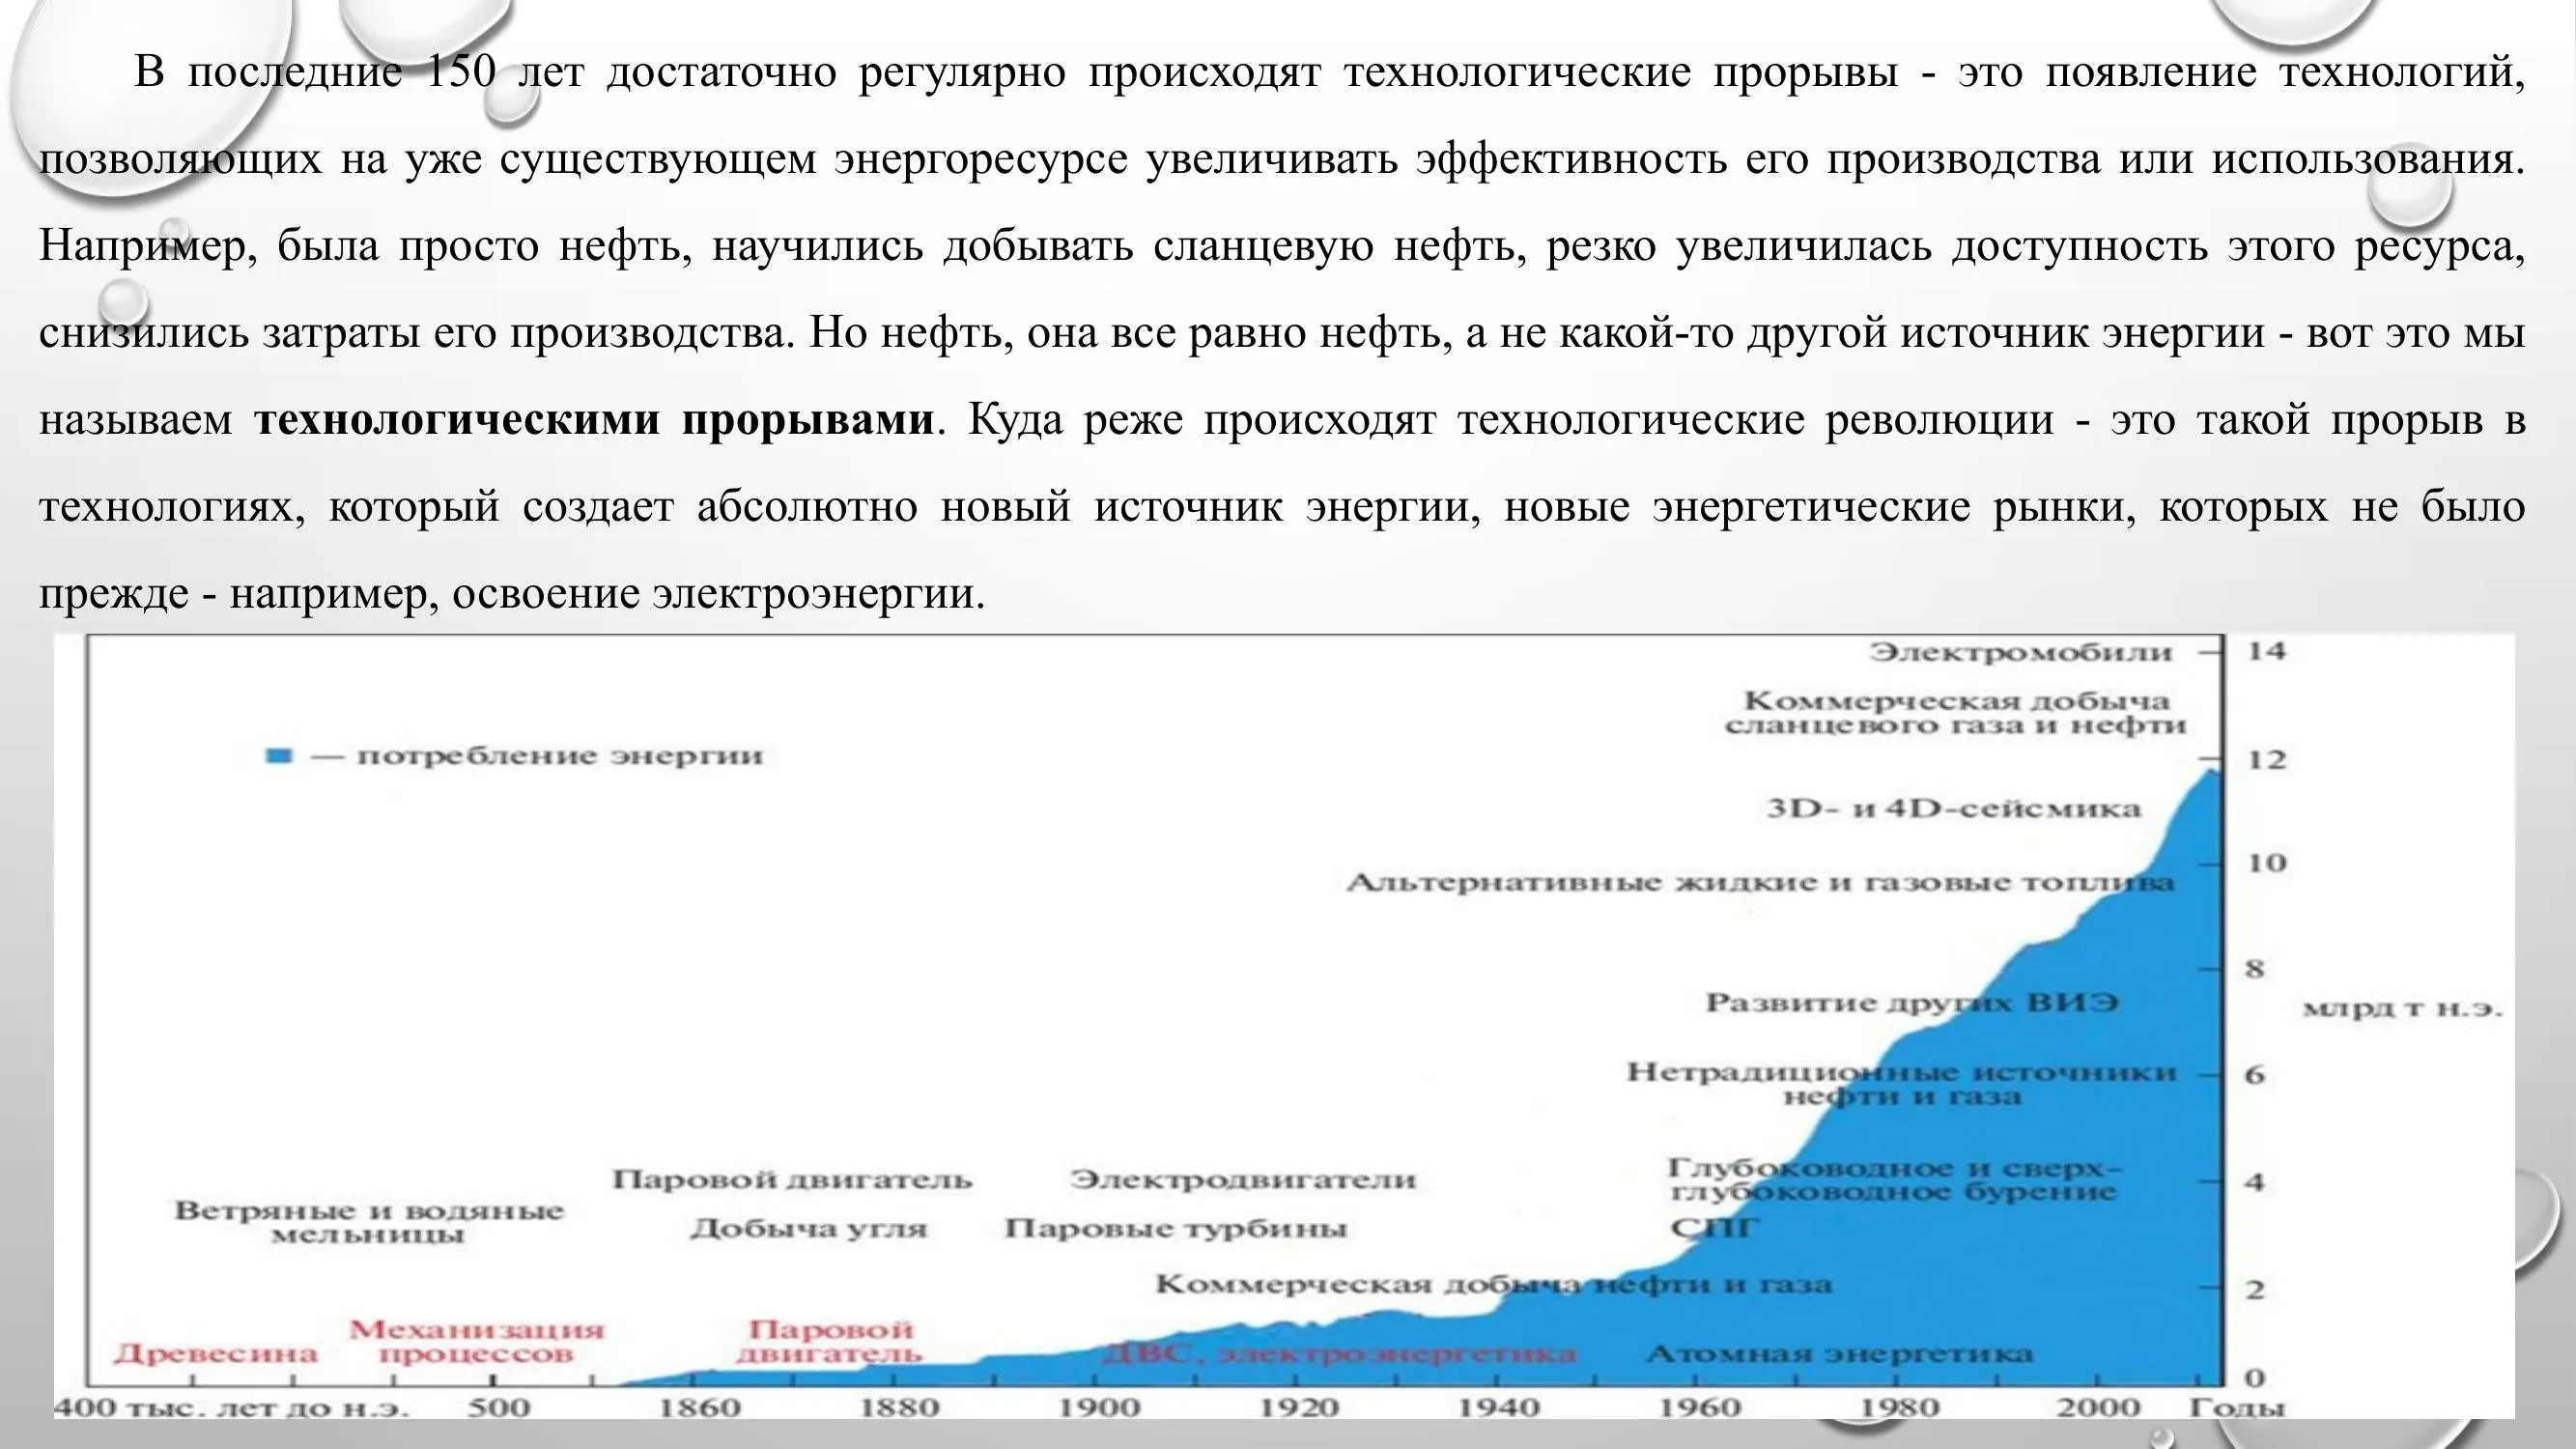 В последние 150 лет достаточно регулярно происходят технологические прорывы - это появление технологий,
позволяющих на уже существующем энергоресурсе увеличивать эффективность его производства или использования.
Например, была просто нефть, научились добывать сланцевую нефть, резко увеличилась доступность этого ресурса,
снизились затраты его производства. Но нефть, она все равно нефть, а не какой-то другой источник энергии - вот это мы
называем технологическими прорывами. Куда реже происходят технологические революции - это такой прорыв в
технологиях, который создает абсолютно новый источник энергии, новые энергетические рынки, которых не было
прежде - например, освоение электроэнергии.
Электромобили
14
Коммерческая добыча
сланцевого газа и нефти
— потребление энергии
12
3D- и 4D-сейсмика
10
Альтернативные жидкие и газовые топлива
8
Развитие других ВИЭ
млрд т н.э.
Нетрадиционные источники
нефти и газа
6
Глубоководное и сверх-
глубоководное бурение
4
Паровой двигатель
Электродвигатели
Ветряные и водяные
мельницы
Добыча угля
Паровые турбины
СПГ
Коммерческая добыча нефти и газа
2
Древесина
Механизация
процессов
Паровой
двигатель
ДВС, электроэнергетика
Атомная энергетика
0
400 тыс. лет до н.э. 500 1860 1880 1900 1920 1940 1960 1980 2000 Годы